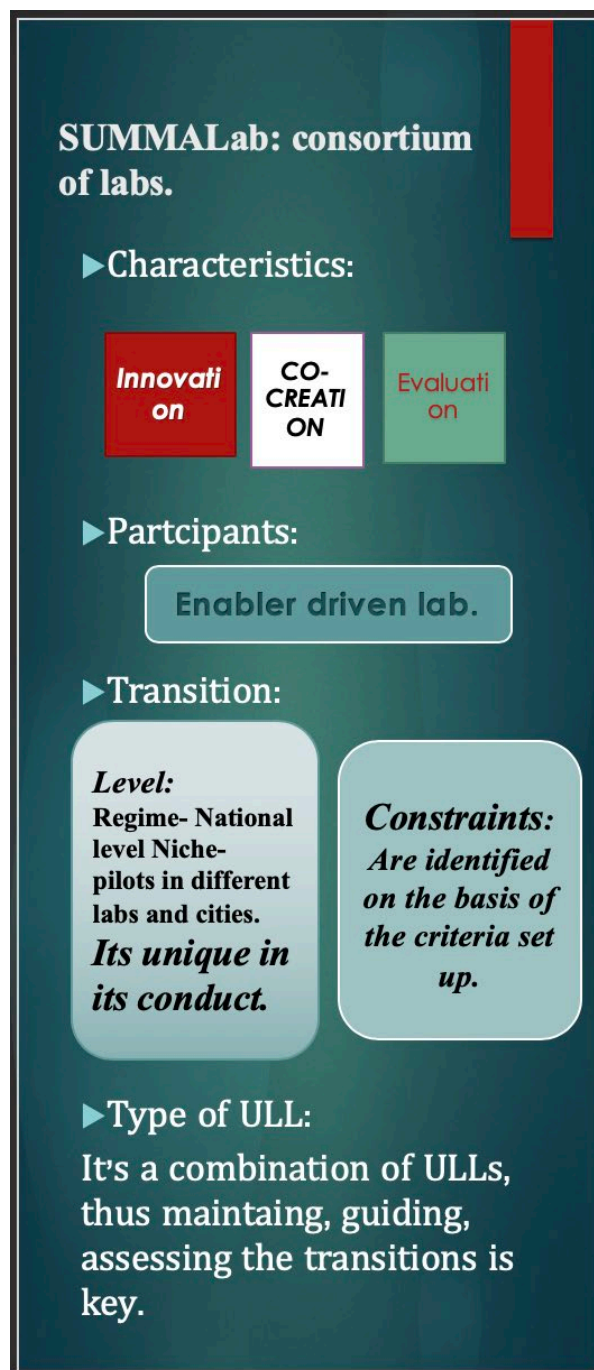 SUMMALab: consortium
of labs.
Characteristics:
Innovati
on
CO-
CREATI
ON
Evaluati
on
Partcipants:
Enabler driven lab.
Transition:
Level:
Regime- National
level Niche-
pilots in different
labs and cities.
Its unique in
its conduct.
Constraints:
Are identified
on the basis of
the criteria set
up.
Type of ULL:
It's a combination of ULLs,
thus maintaing, guiding,
assessing the transitions is
key.